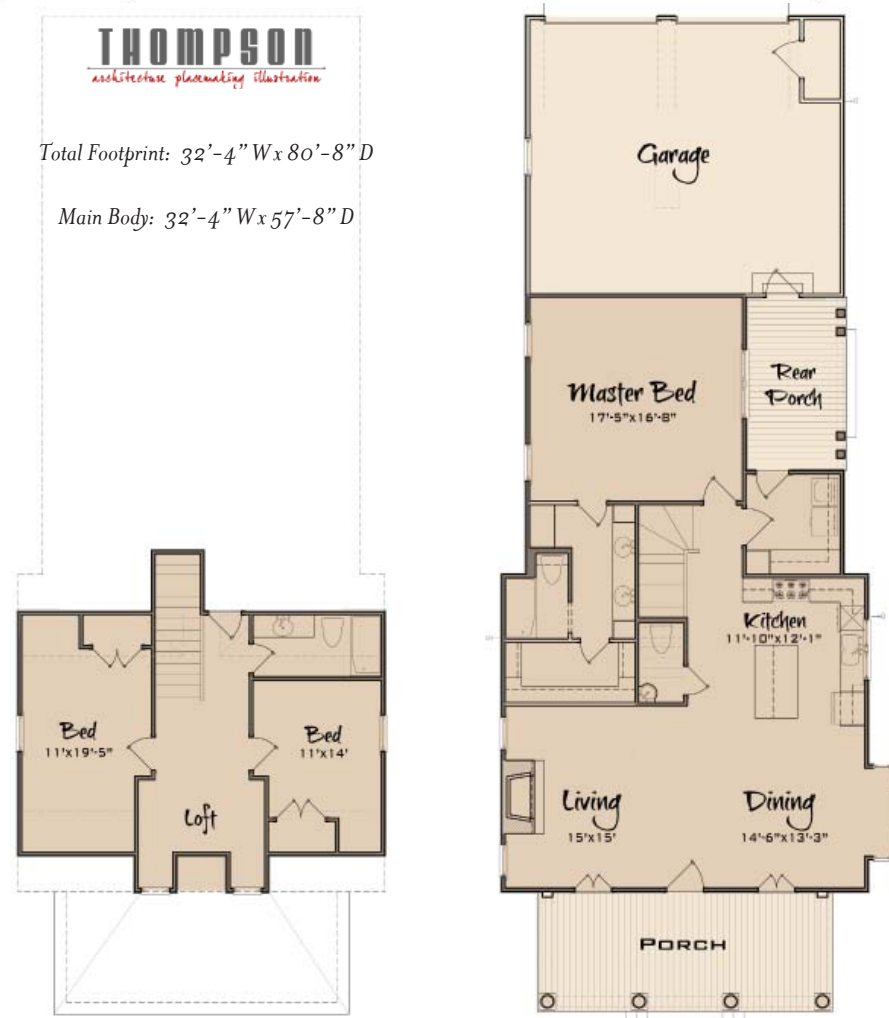 THOMPSON
architecture placemaking illustration
Total Footprint: 32'-4" W x 80'-8" D
Main Body: 32'-4" W x 57'-8" D
Garage
Master Bed
17'-5"x16'-8"
Rear
Porch
Kitchen
11'-10"x12'-1"
Bed
11'x19'-5"
Bed
11'x14'
Loft
Living
15'x15'
Dining
14'-6"x13'-3"
PORCH